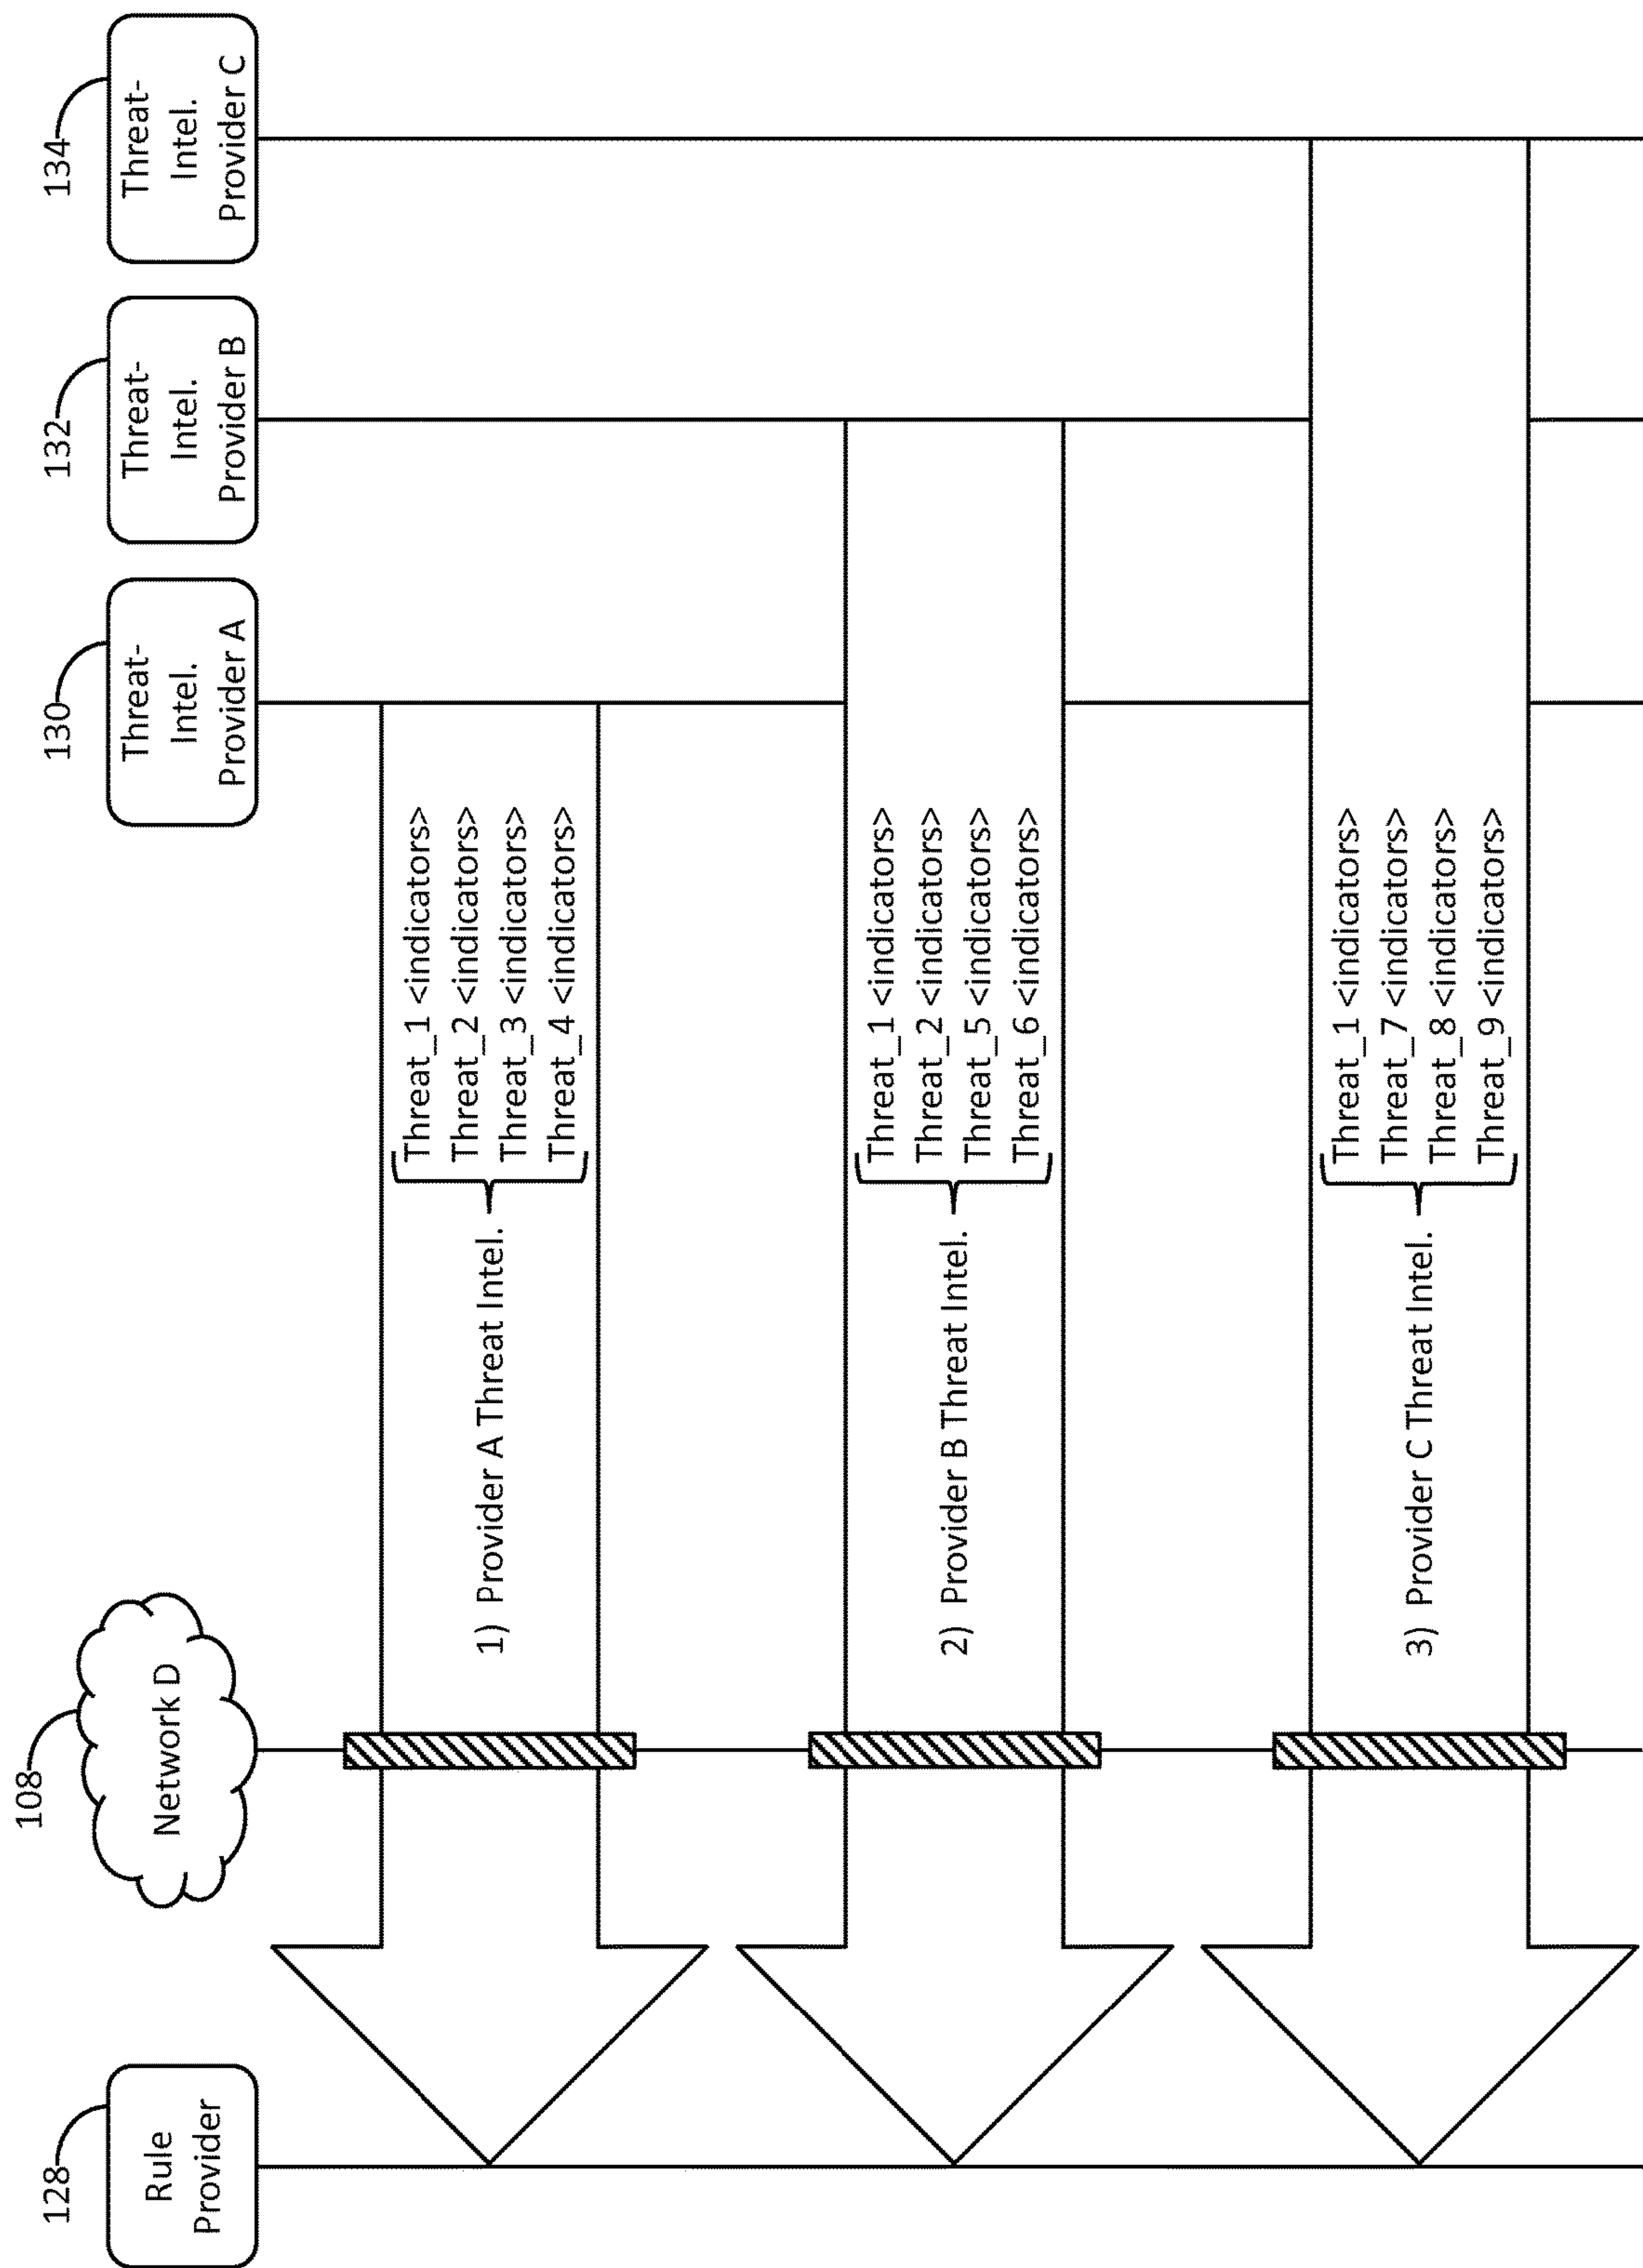 128
Rule
Provider
108
Network D
130
Threat-
Intel.
Provider A
132
Threat-
Intel.
Provider B
134
Threat-
Intel.
Provider C
1) Provider A Threat Intel.
Threat_1 <indicators>
Threat_2 <indicators>
Threat_3 <indicators>
Threat_4 <indicators>
2) Provider B Threat Intel.
Threat_1 <indicators>
Threat_2 <indicators>
Threat_5 <indicators>
Threat_6 <indicators>
3) Provider C Threat Intel.
Threat_1 <indicators>
Threat_7 <indicators>
Threat_8 <indicators>
Threat_9 <indicators>